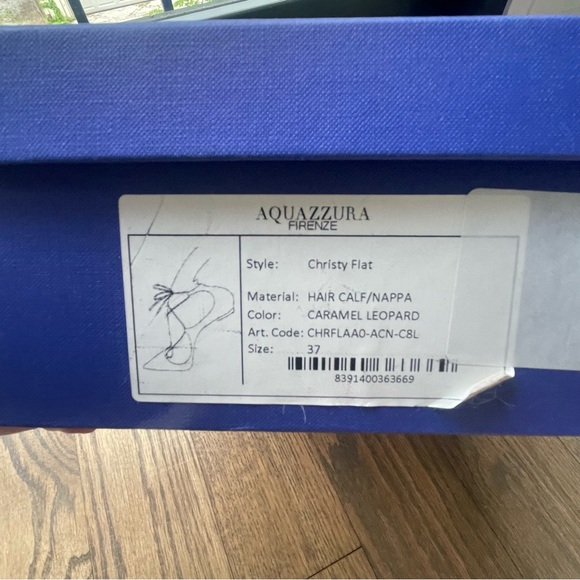 AQUAZZURA
FIRENZE
Style: Christy Flat
Material: HAIR CALF/NAPPA
Color: CARAMEL LEOPARD
Art. Code: CHRFLAA0-ACN-C8L
Size: 37
8391400363669